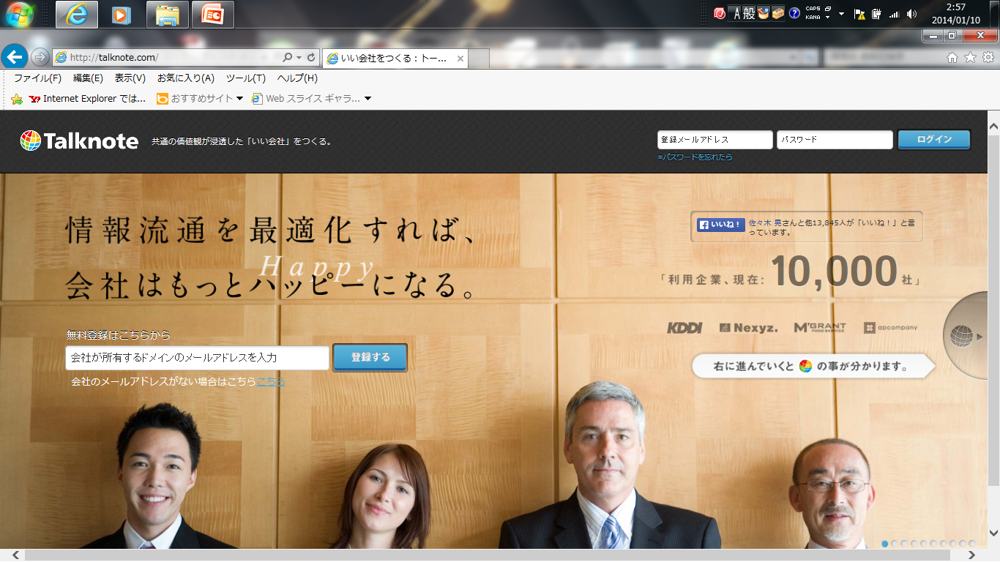 A 般
CAPS
KANA
2:57
2014/01/10
http://talknote.com/
いい会社をつくる：トー...
ファイル(F) 編集(E) 表示(V) お気に入り(A) ツール(T) ヘルプ(H)
Internet Explorer では... おすすめサイト Web スライス ギャラ...
Talknote 共通の価値観が浸透した「いい会社」をつくる。
登録メールアドレス パスワード ログイン
※パスワードを忘れたら
情報流通を最適化すれば、
Happy
会社はもっとハッピーになる。
いいね！ 佐々木 晃さんと他13,845人が「いいね！」と言
っています。
「利用企業、現在: 10,000 社」
KDDI Nexyz. M'GRANT FOOD SERVICE apcompany
無料登録はこちらから
会社が所有するドメインのメールアドレスを入力 登録する
会社のメールアドレスがない場合はこちらこちら
右に進んでいくと の事が分かります。